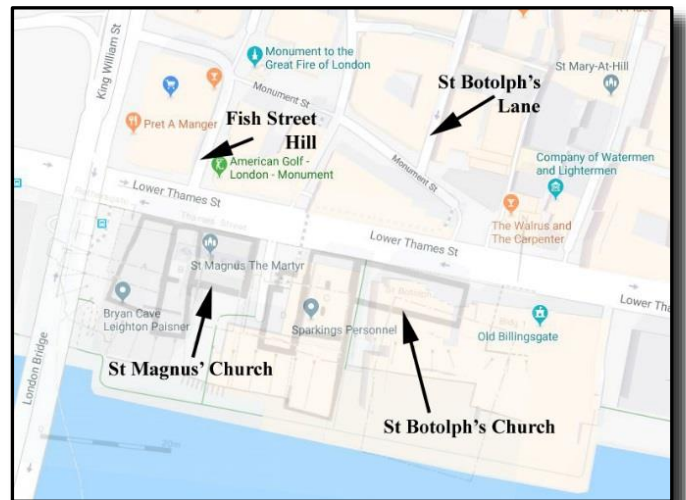 King William St
Monument to the
Great Fire of London
Monument St
St Botolph's
Lane
St Mary-At-Hill
Pret A Manger
Fish Street
Hill
American Golf -
London - Monument
Monument St
Company of Watermen
and Lightermen
Lower Thames St
Thames Street
Lower Thames St
The Walrus and
The Carpenter
St Magnus The Martyr
Lower Tha
Bryan Cave
Leighton Paisner
Sparkings Personnel
St Botolph
Old Billingsgate
London Bridge
St Magnus' Church
St Botolph's Church